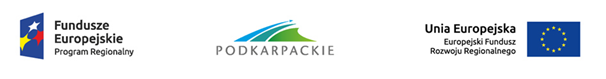 Fundusze
Europejskie
Program Regionalny
PODKARPACKIE
Unia Europejska
Europejski Fundusz
Rozwoju Regionalnego